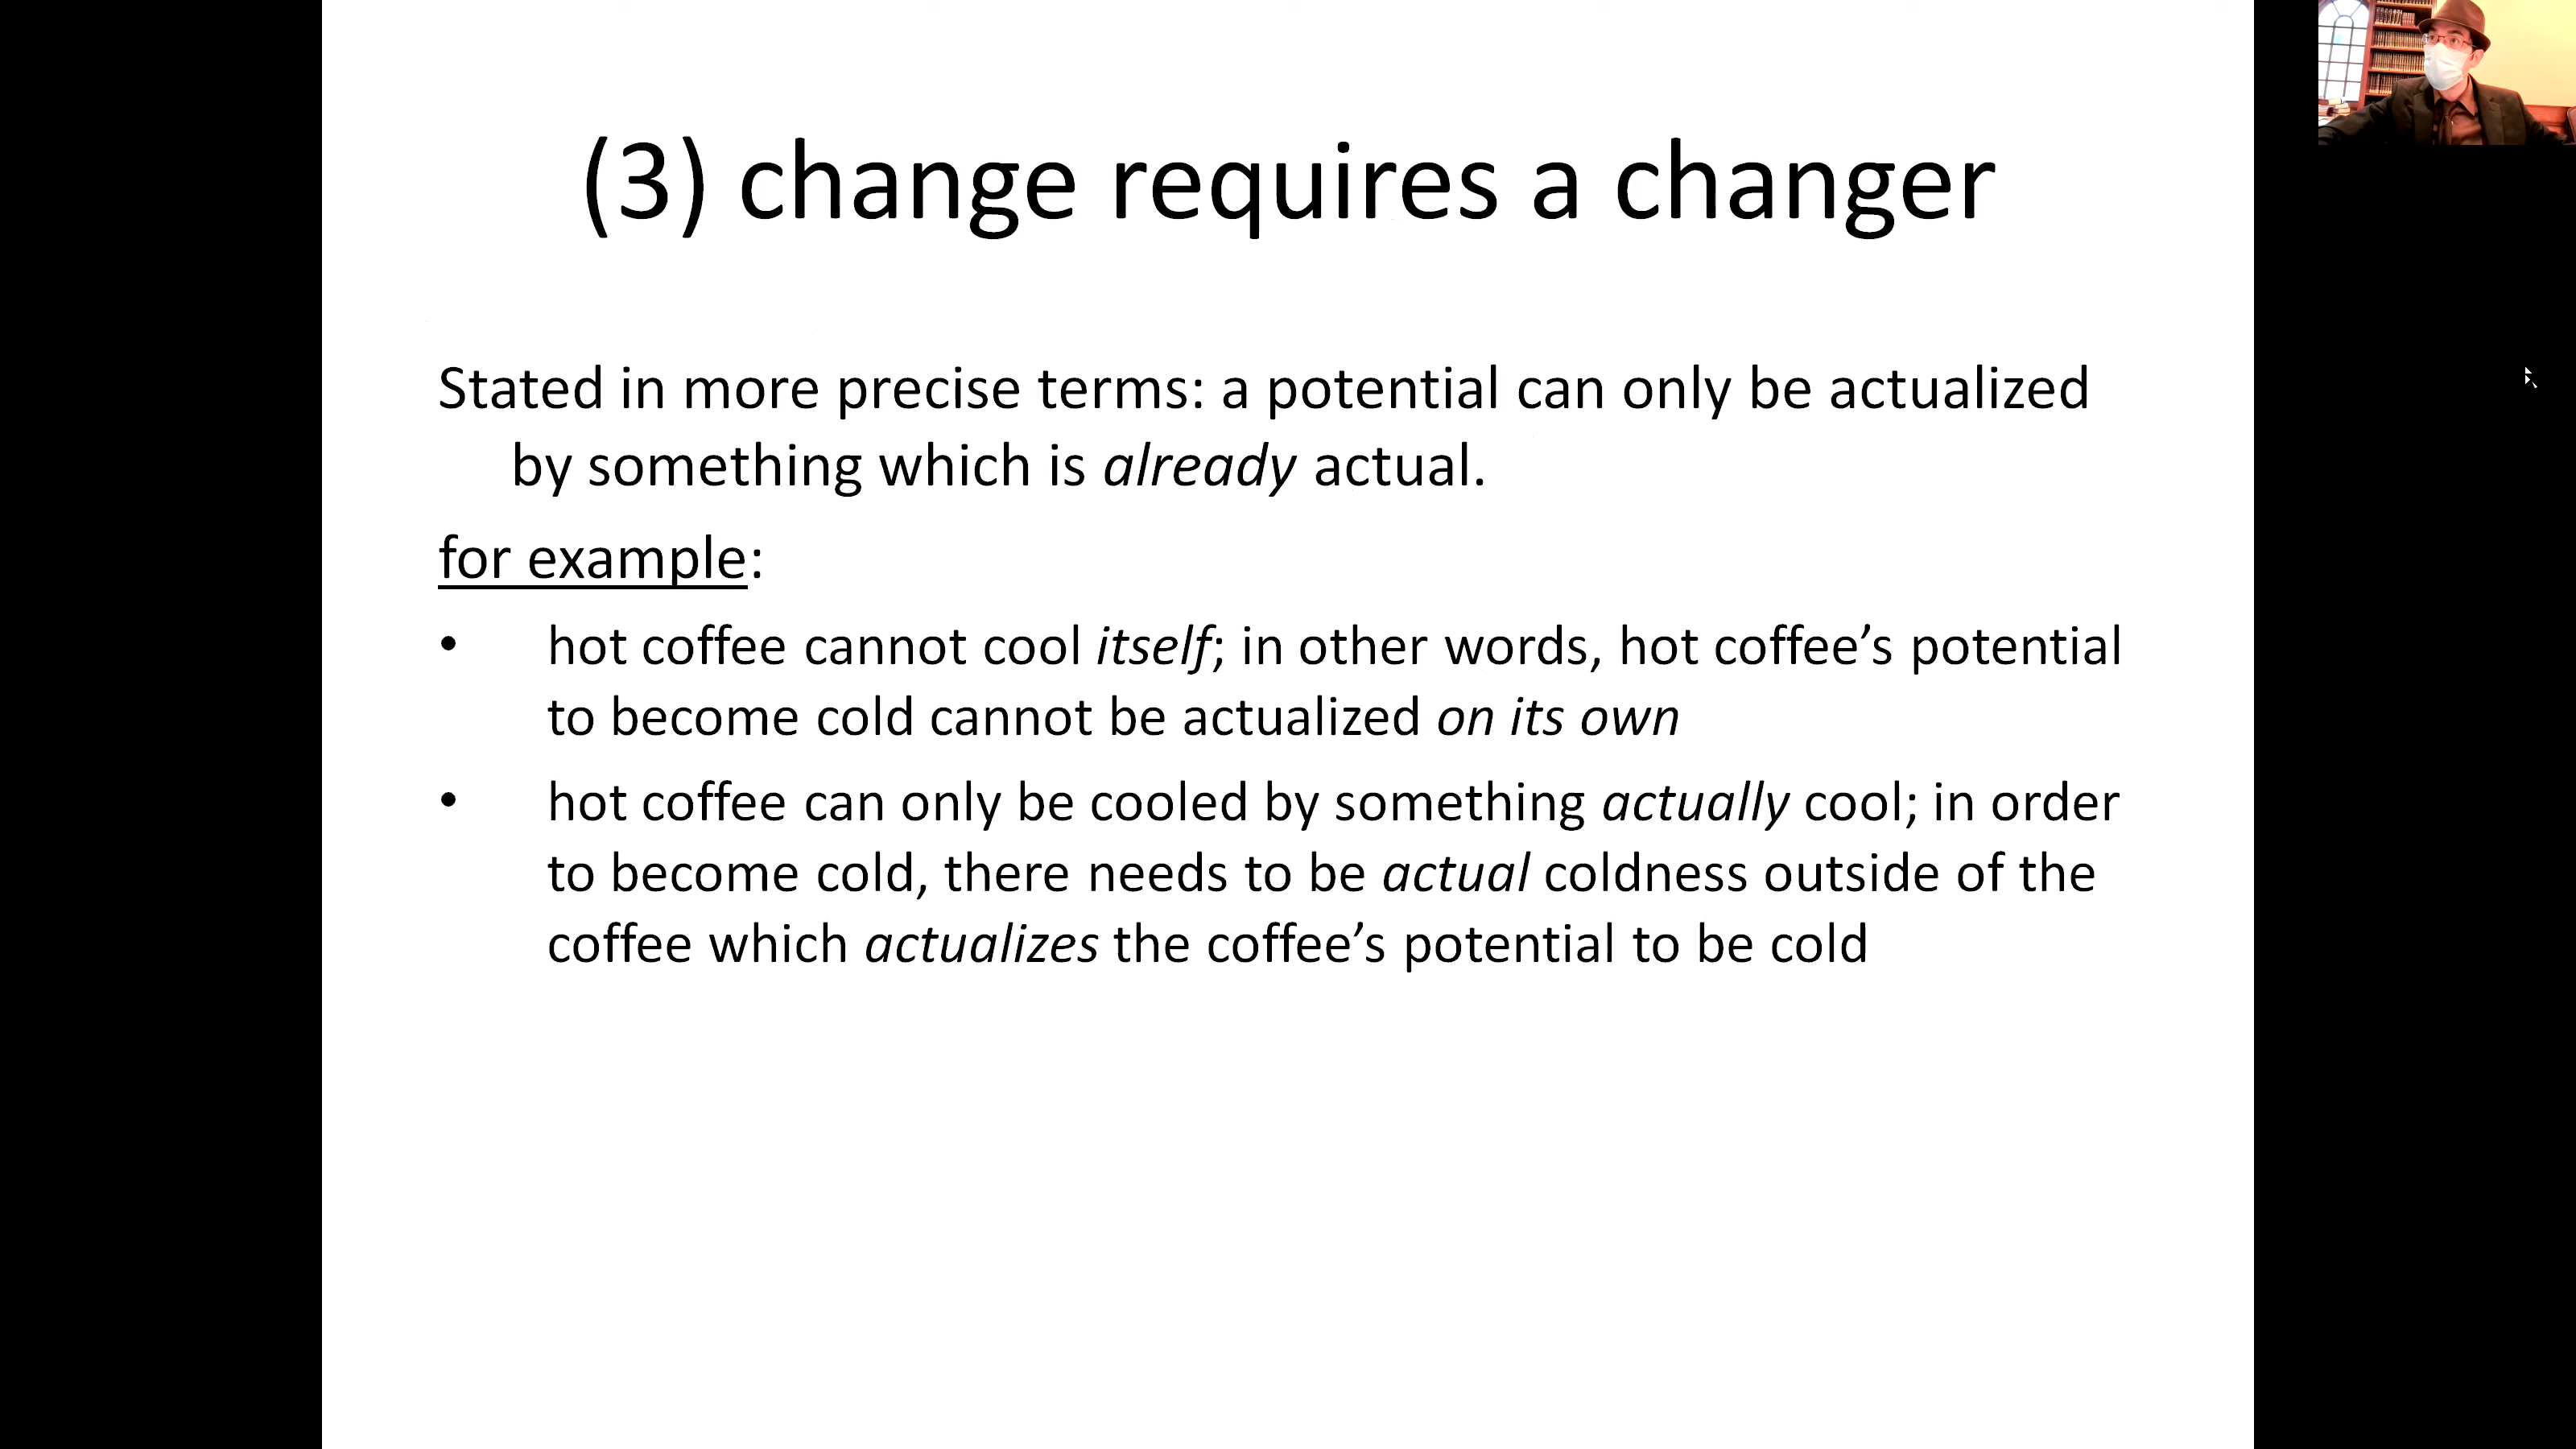 (3) change requires a changer
Stated in more precise terms: a potential can only be actualized
by something which is already actual.
for example:
• hot coffee cannot cool itself; in other words, hot coffee’s potential
to become cold cannot be actualized on its own
• hot coffee can only be cooled by something actually cool; in order
to become cold, there needs to be actual coldness outside of the
coffee which actualizes the coffee’s potential to be cold